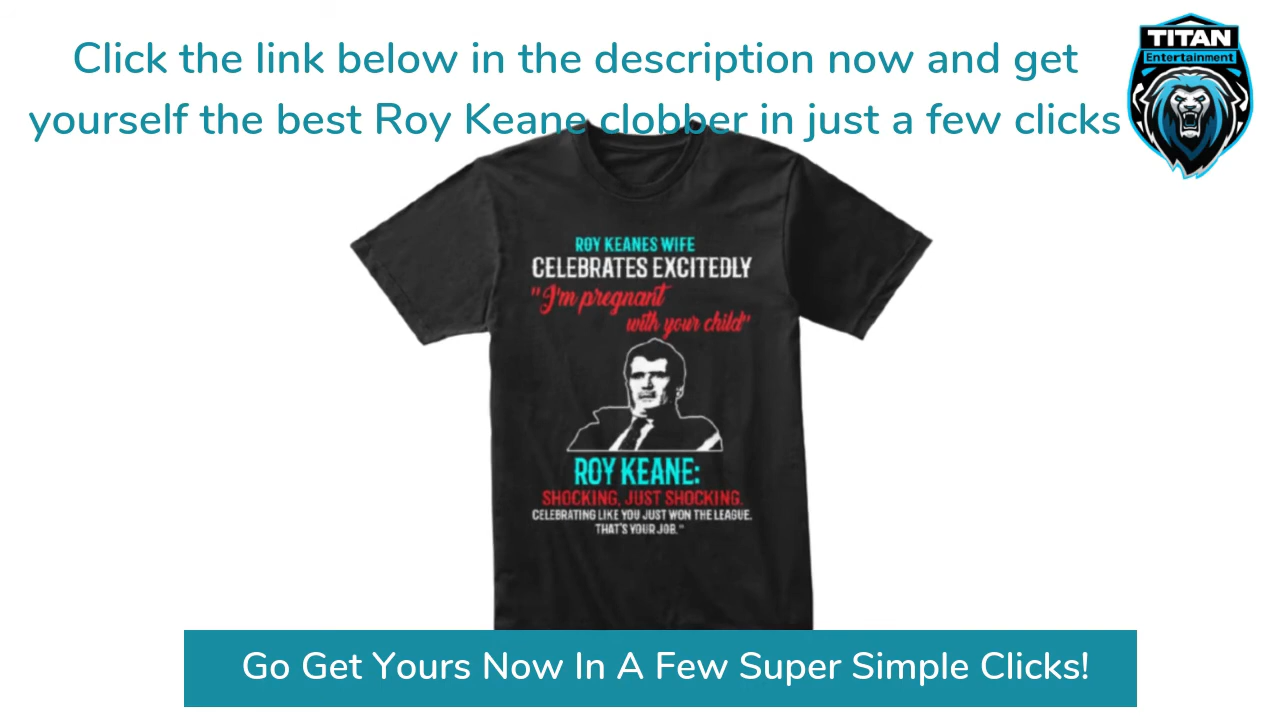 Click the link below in the description now and get
yourself the best Roy Keane clobber in just a few clicks
TITAN
Entertainment
ROY KEANES WIFE
CELEBRATES EXCITEDLY
"I'm pregnant
with your child"
ROY KEANE:
SHOCKING, JUST SHOCKING.
CELEBRATING LIKE YOU JUST WON THE LEAGUE.
THAT'S YOUR JOB."
Go Get Yours Now In A Few Super Simple Clicks!